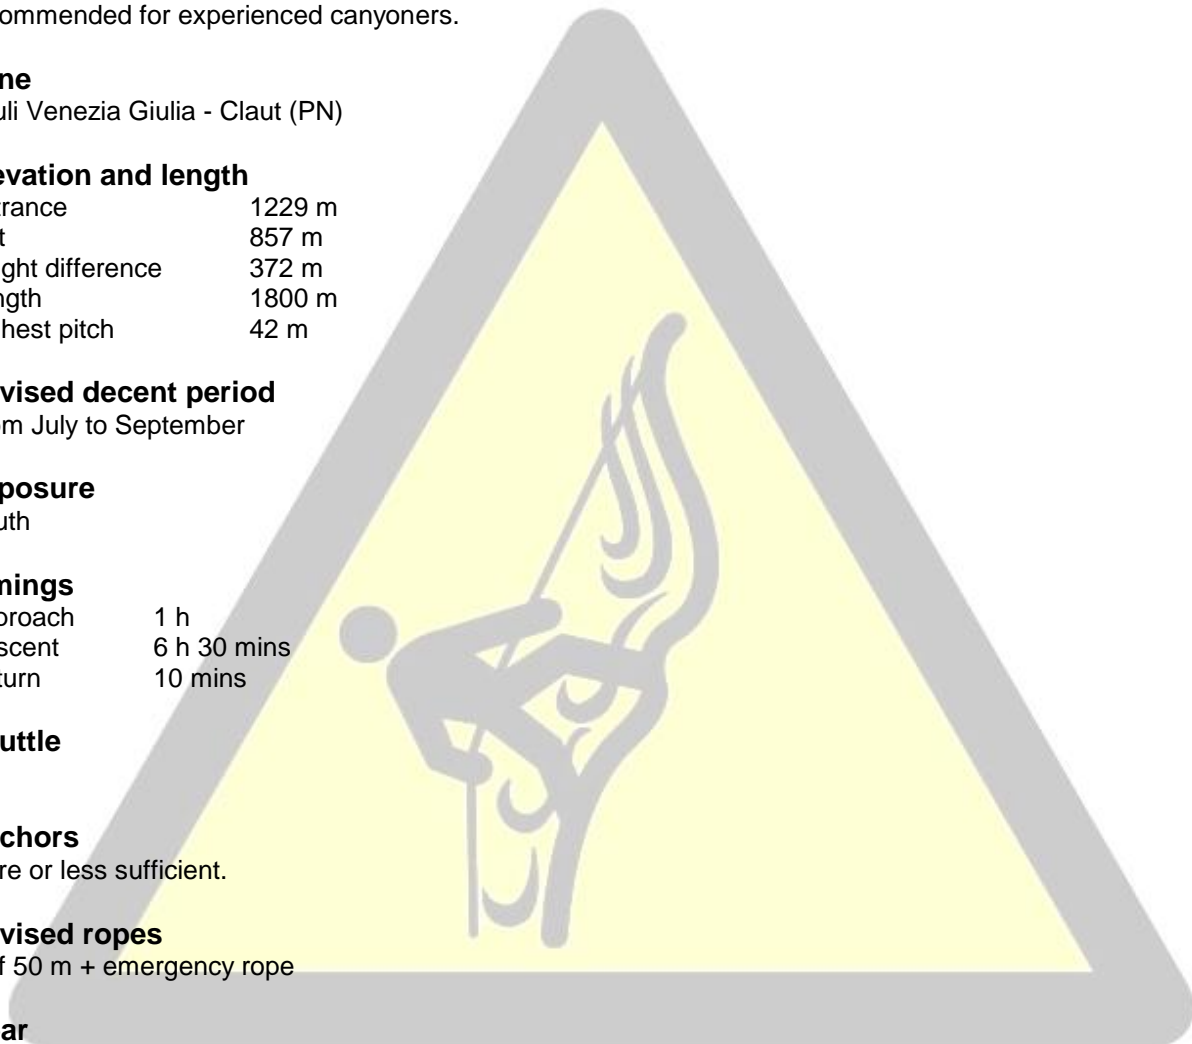 ommended for experienced canyoners.
ne
uli Venezia Giulia - Claut (PN)
evation and length
trance 1229 m
t 857 m
ght difference 372 m
ngth 1800 m
hest pitch 42 m
vised decent period
om July to September
posure
uth
mings
proach 1 h
scent 6 h 30 mins
turn 10 mins
uttle
chors
re or less sufficient.
vised ropes
f 50 m + emergency rope
ar